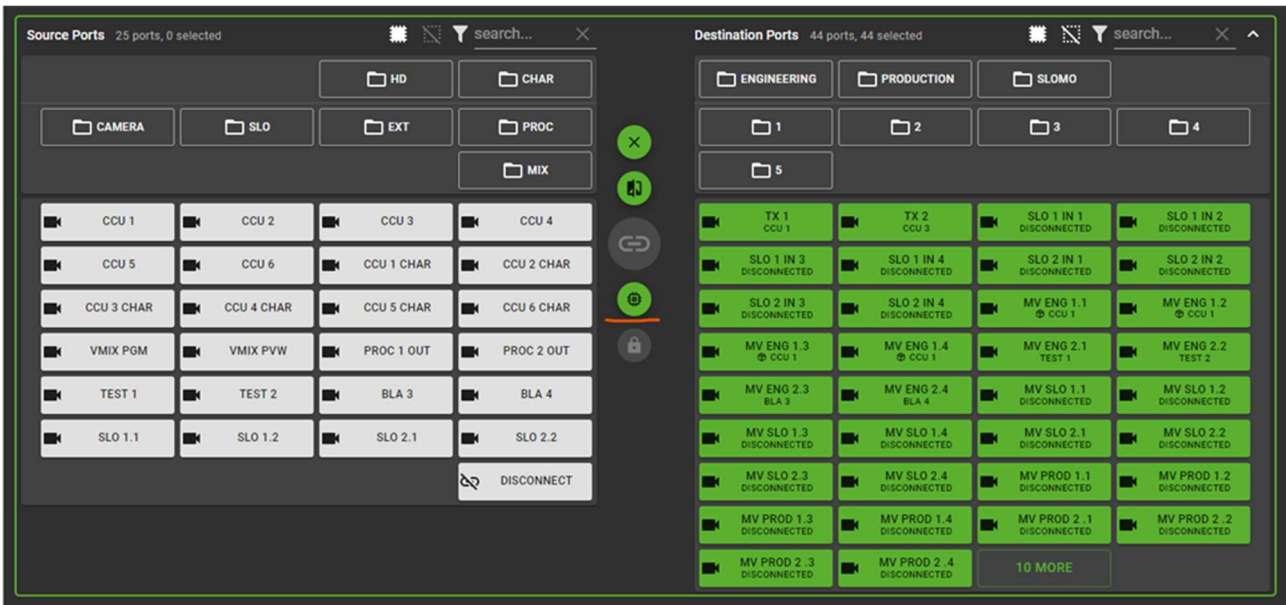 Source Ports 25 ports, 0 selected search...
HD CHAR
CAMERA SLO EXT PROC
MIX
CCU 1 CCU 2 CCU 3 CCU 4
CCU 5 CCU 6 CCU 1 CHAR CCU 2 CHAR
CCU 3 CHAR CCU 4 CHAR CCU 5 CHAR CCU 6 CHAR
VMIX PGM VMIX PVW PROC 1 OUT PROC 2 OUT
TEST 1 TEST 2 BLA 3 BLA 4
SLO 1.1 SLO 1.2 SLO 2.1 SLO 2.2
DISCONNECT
Destination Ports 44 ports, 44 selected search...
ENGINEERING PRODUCTION SLOMO
1 2 3 4
5
TX 1 TX 2 SLO 1 IN 1 SLO 1 IN 2
CCU 1 CCU 3 DISCONNECTED DISCONNECTED
SLO 1 IN 3 SLO 1 IN 4 SLO 2 IN 1 SLO 2 IN 2
DISCONNECTED DISCONNECTED DISCONNECTED DISCONNECTED
SLO 2 IN 3 SLO 2 IN 4 MV ENG 1.1 MV ENG 1.2
DISCONNECTED DISCONNECTED CCU 1 CCU 1
MV ENG 1.3 MV ENG 1.4 MV ENG 2.1 MV ENG 2.2
CCU 1 CCU 1 TEST 1 TEST 2
MV ENG 2.3 MV ENG 2.4 MV SLO 1.1 MV SLO 1.2
BLA 3 BLA 4 DISCONNECTED DISCONNECTED
MV SLO 1.3 MV SLO 1.4 MV SLO 2.1 MV SLO 2.2
DISCONNECTED DISCONNECTED DISCONNECTED DISCONNECTED
MV SLO 2.3 MV SLO 2.4 MV PROD 1.1 MV PROD 1.2
DISCONNECTED DISCONNECTED DISCONNECTED DISCONNECTED
MV PROD 1.3 MV PROD 1.4 MV PROD 2 .1 MV PROD 2 .2
DISCONNECTED DISCONNECTED DISCONNECTED DISCONNECTED
MV PROD 2 .3 MV PROD 2 .4 10 MORE
DISCONNECTED DISCONNECTED